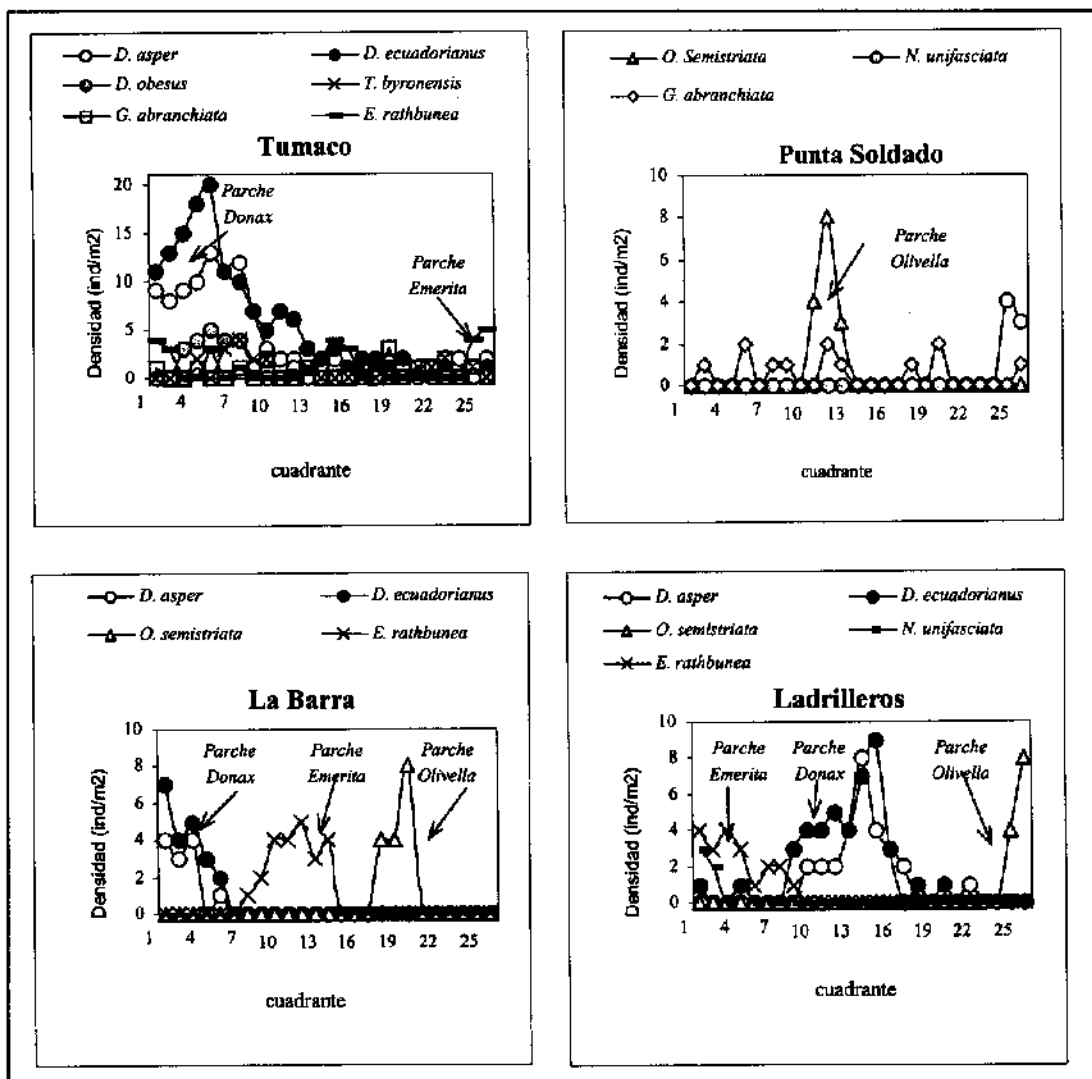 D. asper D. ecuadorianus
D. obesus T. byronensis
G. abranchiata E. rathbunea
Tumaco
20
15
10
5
0
Densidad (ind/m2)
Parche
Donax
Parche
Emerita
1 4 7 10 13 16 19 22 25
cuadrante
O. Semistriata N. unifasciata
G. abranchiata
Punta Soldado
10
8
6
4
2
0
Densidad (ind/m2)
Parche
Olivella
1 4 7 10 13 16 19 22 25
cuadrante
D. asper D. ecuadorianus
O. semistriata E. rathbunea
La Barra
10
8
6
4
2
0
Densidad (ind/m2)
Parche
Donax
Parche
Emerita
Parche
Olivella
1 4 7 10 13 16 19 22 25
cuadrante
D. asper D. ecuadorianus
O. semistriata N. unifasciata
E. rathbunea
Ladrilleros
10
8
6
4
2
0
Densidad (ind/m2)
Parche
Emerita
Parche
Donax
Parche
Olivella
1 4 7 10 13 16 19 22 25
cuadrante